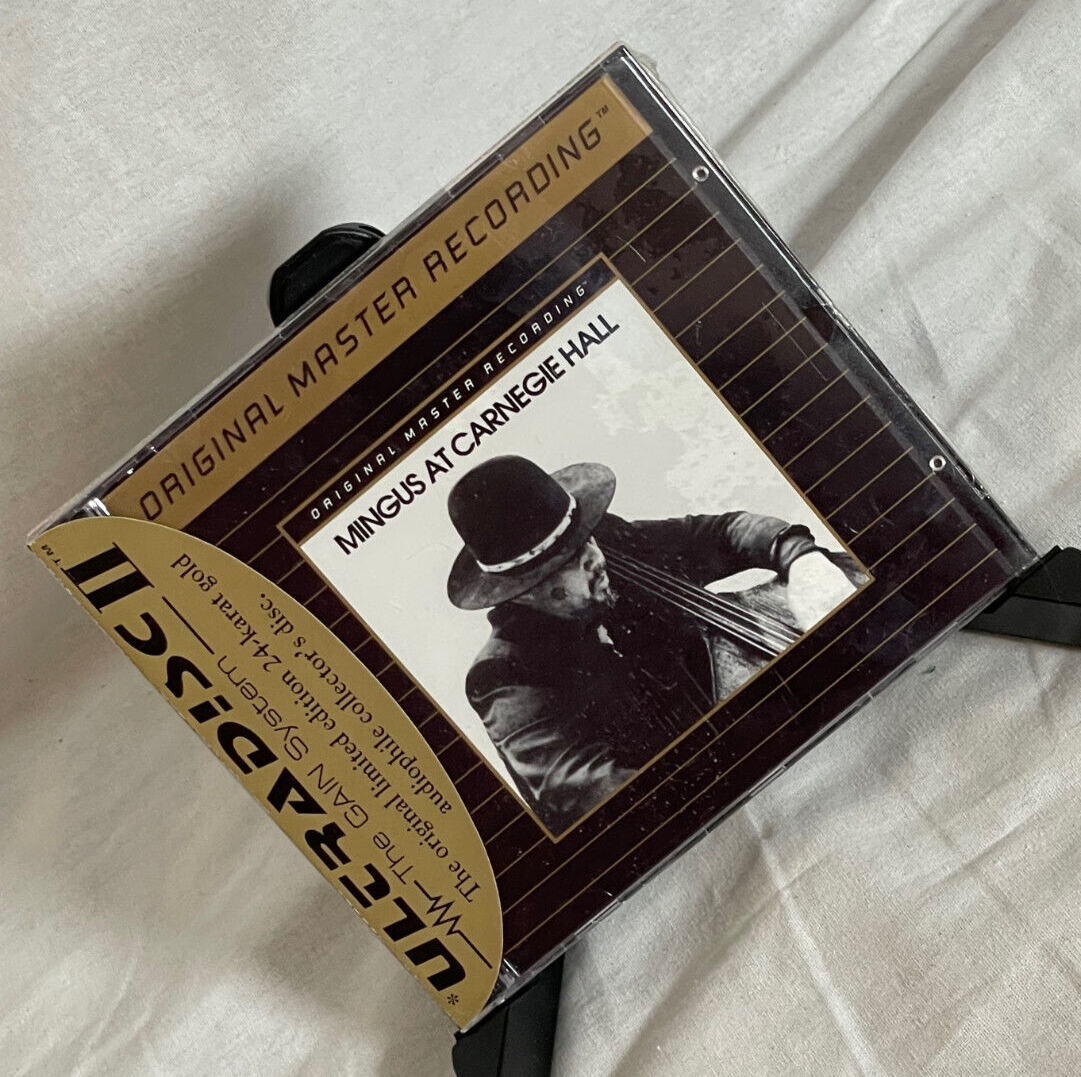 ORIGINAL MASTER RECORDING™
ORIGINAL MASTER RECORDING™
MINGUS AT CARNEGIE HALL
*ULTRADISC II™
The GAIN System
The original limited edition 24-karat gold
audiophile collector's disc.